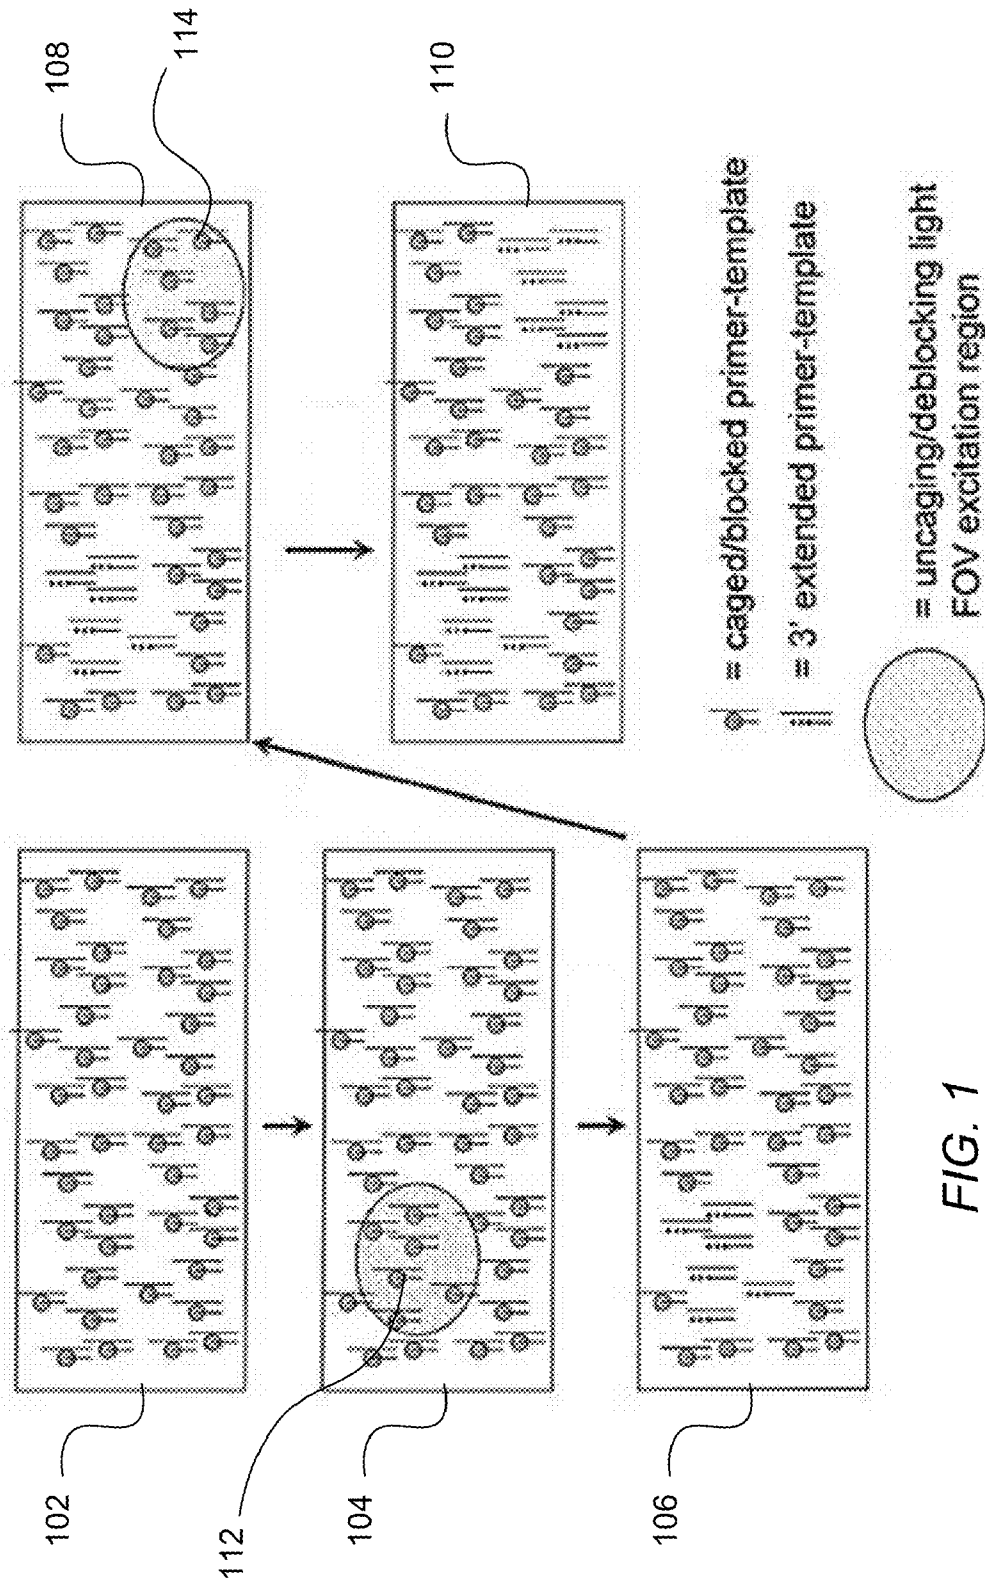 102
112
104
106
108
114
110
= caged/blocked primer-template
= 3' extended primer-template
= uncaging/deblocking light
FOV excitation region
FIG. 1